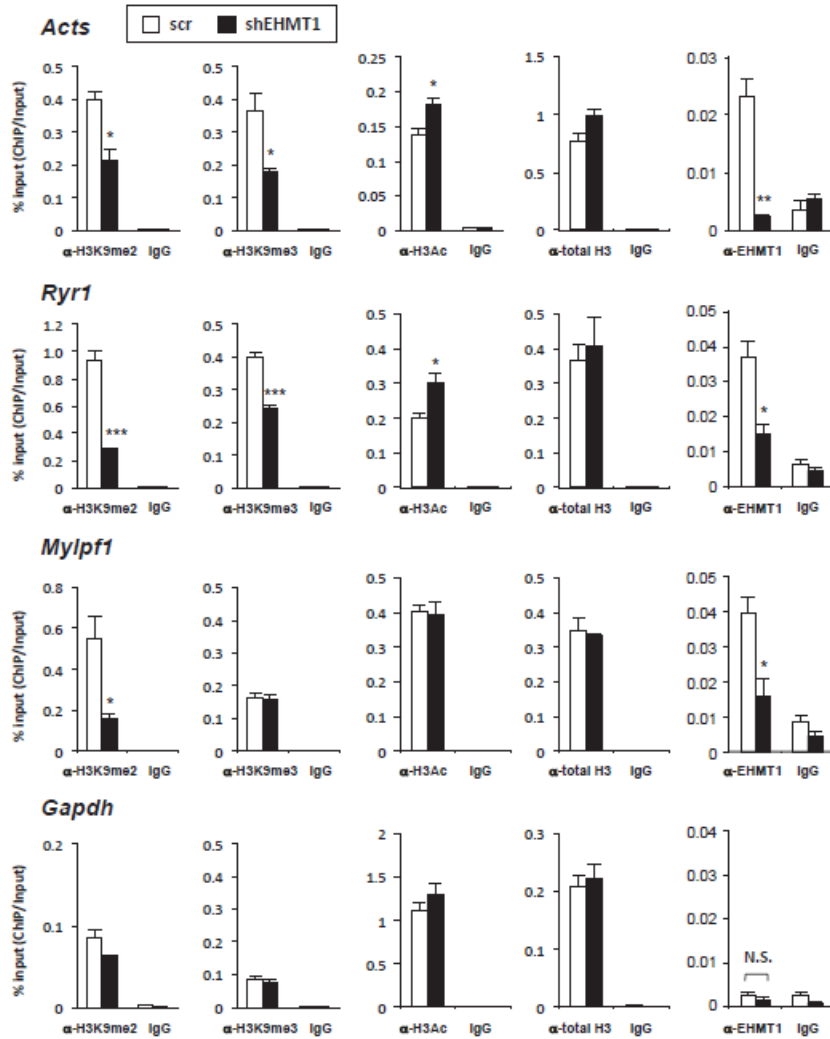 Acts
scr shEHMT1
% input (ChIP/Input)
0.5 0.4 0.3 0.2 0.1 0
*
α-H3K9me2 IgG
0.5 0.4 0.3 0.2 0.1 0
*
α-H3K9me3 IgG
0.25 0.2 0.15 0.1 0.05 0
*
α-H3Ac IgG
1.5 1 0.5 0
α-total H3 IgG
0.03 0.02 0.01 0
**
α-EHMT1 IgG
Ryr1
% input (ChIP/Input)
1.2 1.0 0.8 0.6 0.4 0.2 0
***
α-H3K9me2 IgG
0.5 0.4 0.3 0.2 0.1 0
***
α-H3K9me3 IgG
0.5 0.4 0.3 0.2 0.1 0
*
α-H3Ac IgG
0.5 0.4 0.3 0.2 0.1 0
α-total H3 IgG
0.05 0.04 0.03 0.02 0.01 0
*
α-EHMT1 IgG
Mylpf1
% input (ChIP/Input)
0.8 0.6 0.4 0.2 0
*
α-H3K9me2 IgG
0.5 0.4 0.3 0.2 0.1 0
α-H3K9me3 IgG
0.5 0.4 0.3 0.2 0.1 0
α-H3Ac IgG
0.5 0.4 0.3 0.2 0.1 0
α-total H3 IgG
0.05 0.04 0.03 0.02 0.01 0
*
α-EHMT1 IgG
Gapdh
% input (ChIP/Input)
0.2 0.1 0
α-H3K9me2 IgG
0.5 0.4 0.3 0.2 0.1 0
α-H3K9me3 IgG
2 1.5 1 0.5 0
α-H3Ac IgG
0.3 0.2 0.1 0
α-total H3 IgG
0.04 0.03 0.02 0.01 0
N.S.
α-EHMT1 IgG